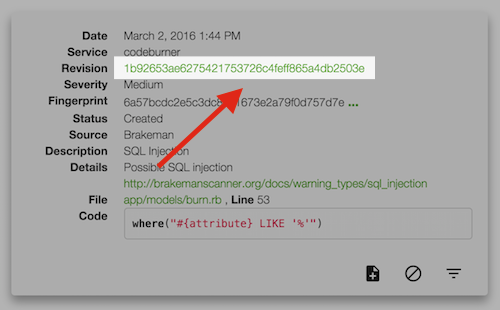 Date March 2, 2016 1:44 PM
Service codeburner
Revision 1b92653ae6275421753726c4feff865a4db2503e
Severity Medium
Fingerprint 6a57bcdc2e5c3dc 1673e2a79f0d757d7e ...
Status Created
Source Brakeman
Description SQL Injection
Details Possible SQL injection
http://brakemanscanner.org/docs/warning_types/sql_injection
File app/models/burn.rb , Line 53
Code where("#{attribute} LIKE '%'")